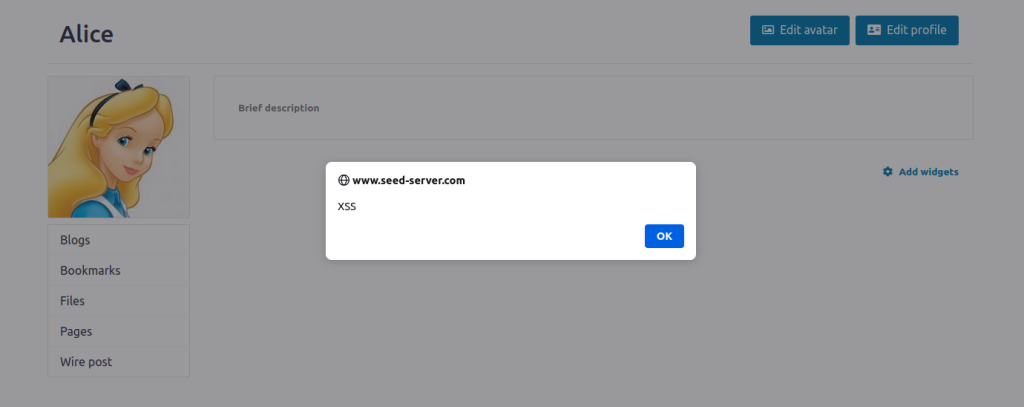 Alice
Edit avatar
Edit profile
Brief description
Add widgets
www.seed-server.com
XSS
OK
Blogs
Bookmarks
Files
Pages
Wire post